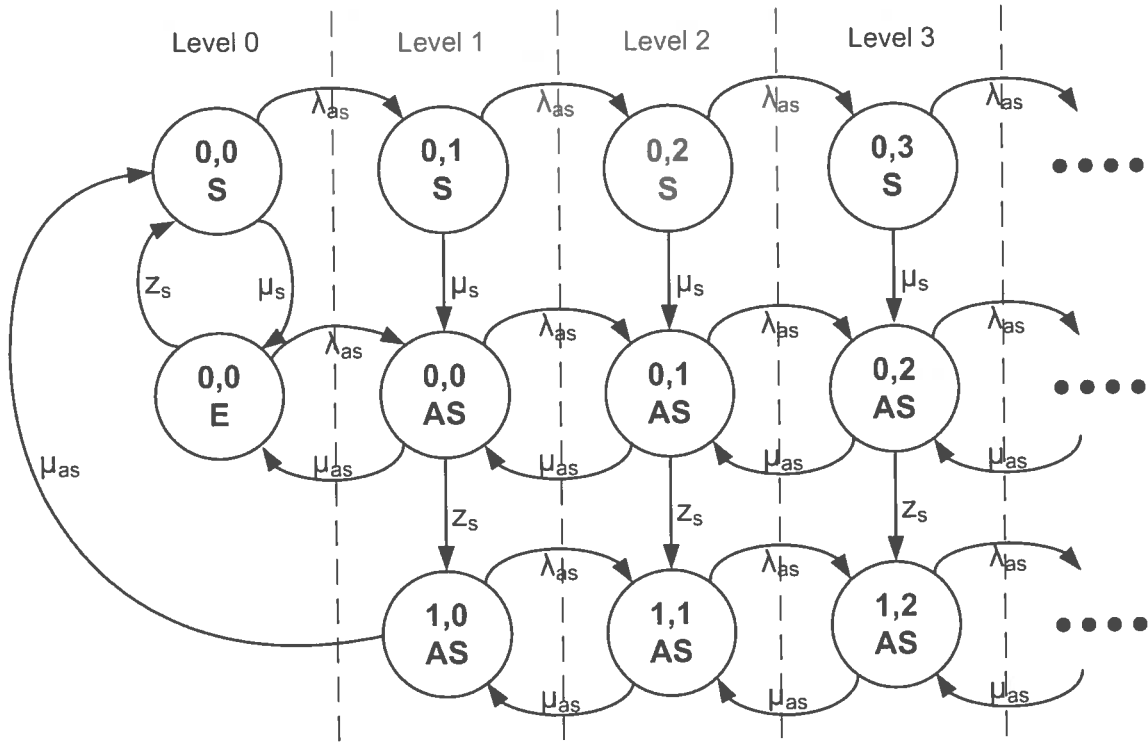 Level 0
Level 1
Level 2
Level 3
λas
λas
λas
λas
0,0
S
0,1
S
0,2
S
0,3
S
zs
μs
μs
μs
μs
λas
λas
λas
λas
0,0
E
0,0
AS
0,1
AS
0,2
AS
μas
μas
μas
μas
μas
zs
zs
zs
λas
λas
λas
1,0
AS
1,1
AS
1,2
AS
μas
μas
μas